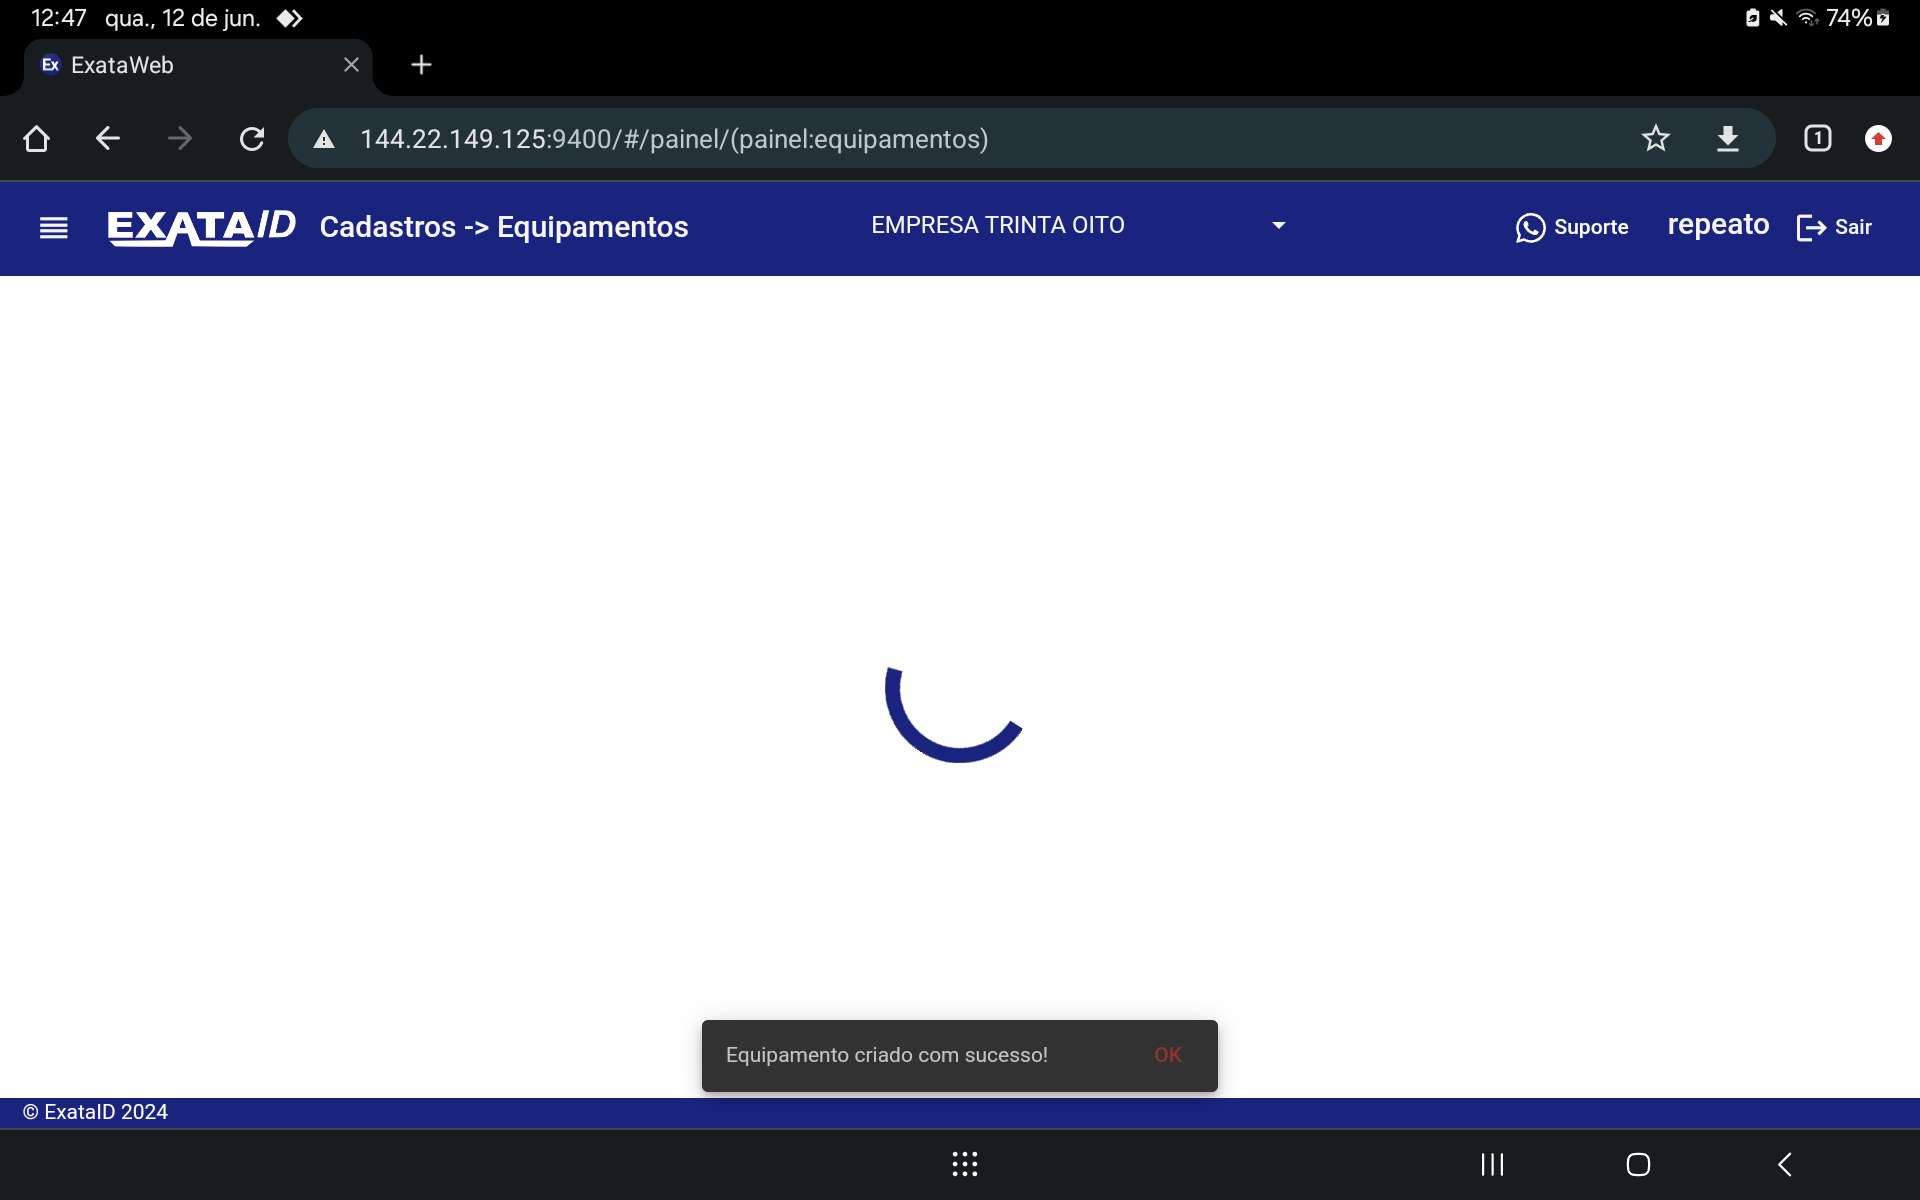 12:47 qua., 12 de jun. 74%
Ex ExataWeb
144.22.149.125:9400/#/painel/(painel:equipamentos) 1
EXATAID Cadastros -> Equipamentos EMPRESA TRINTA OITO Suporte repeato Sair
Equipamento criado com sucesso! OK
© ExataID 2024